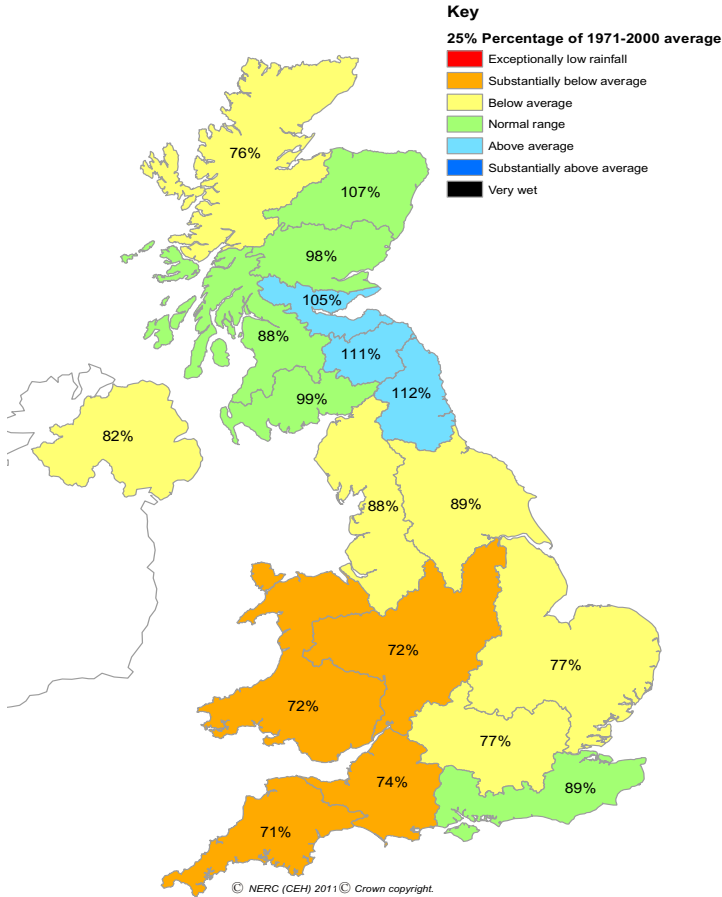 Key
25% Percentage of 1971-2000 average
Exceptionally low rainfall
Substantially below average
Below average
Normal range
Above average
Substantially above average
Very wet
76%
107%
98%
105%
88%
111%
112%
99%
82%
88%
89%
72%
77%
72%
77%
74%
89%
71%
© NERC (CEH) 2011 © Crown copyright.